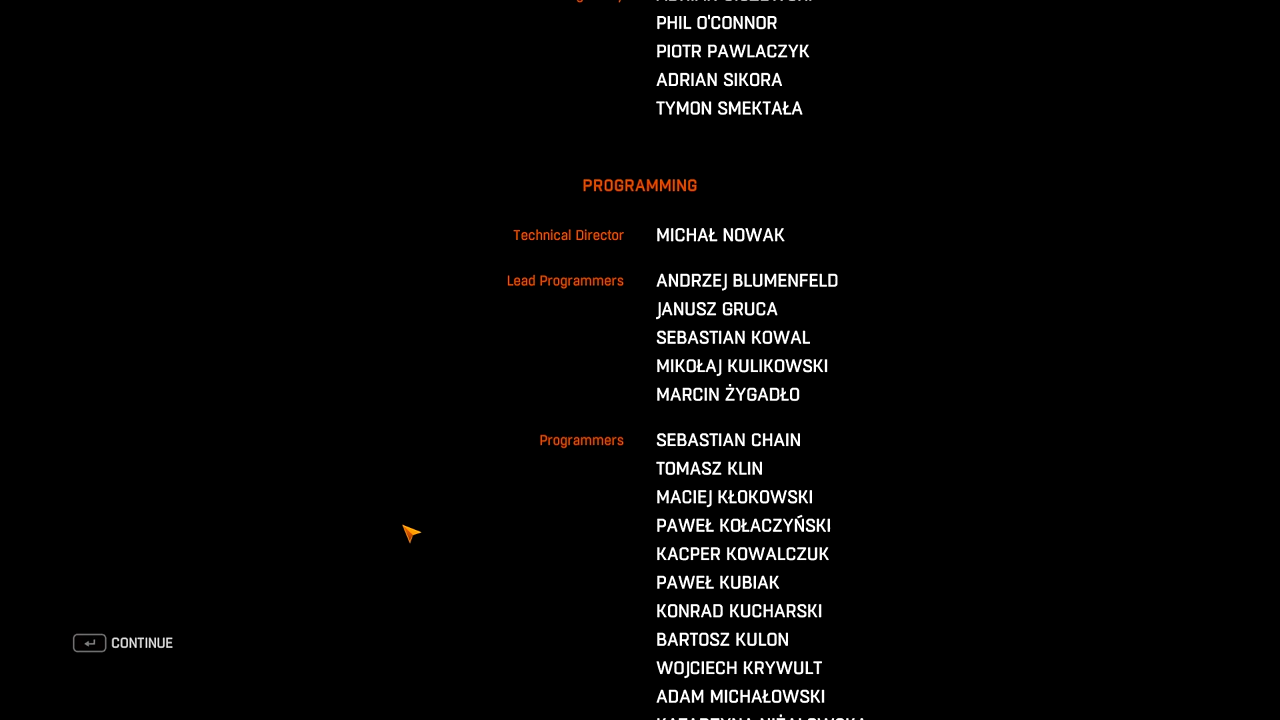 PHIL O'CONNOR
PIOTR PAWLACZYK
ADRIAN SIKORA
TYMON SMEKTAŁA
PROGRAMMING
Technical Director MICHAŁ NOWAK
Lead Programmers ANDRZEJ BLUMENFELD
JANUSZ GRUCA
SEBASTIAN KOWAL
MIKOŁAJ KULIKOWSKI
MARCIN ŻYGADŁO
Programmers SEBASTIAN CHAIN
TOMASZ KLIN
MACIEJ KŁOKOWSKI
PAWEŁ KOŁACZYŃSKI
KACPER KOWALCZUK
PAWEŁ KUBIAK
KONRAD KUCHARSKI
BARTOSZ KULON
WOJCIECH KRYWULT
ADAM MICHAŁOWSKI
CONTINUE